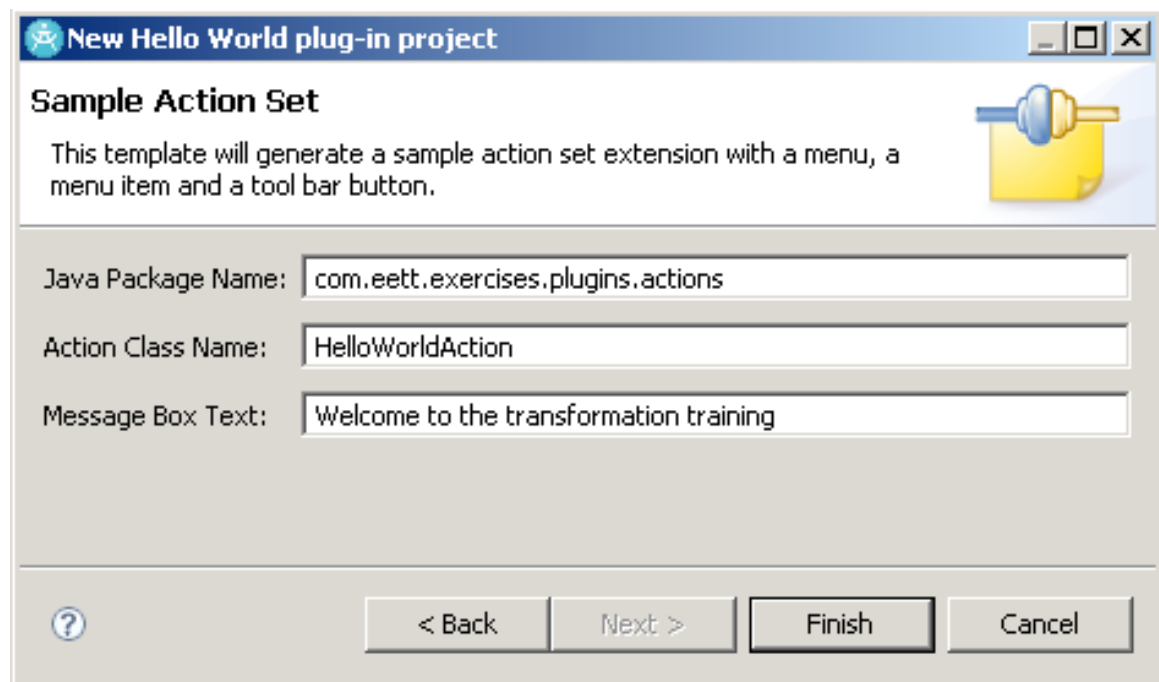 New Hello World plug-in project
Sample Action Set
This template will generate a sample action set extension with a menu, a
menu item and a tool bar button.
Java Package Name: com.eett.exercises.plugins.actions
Action Class Name: HelloWorldAction
Message Box Text: Welcome to the transformation training
? < Back Next > Finish Cancel